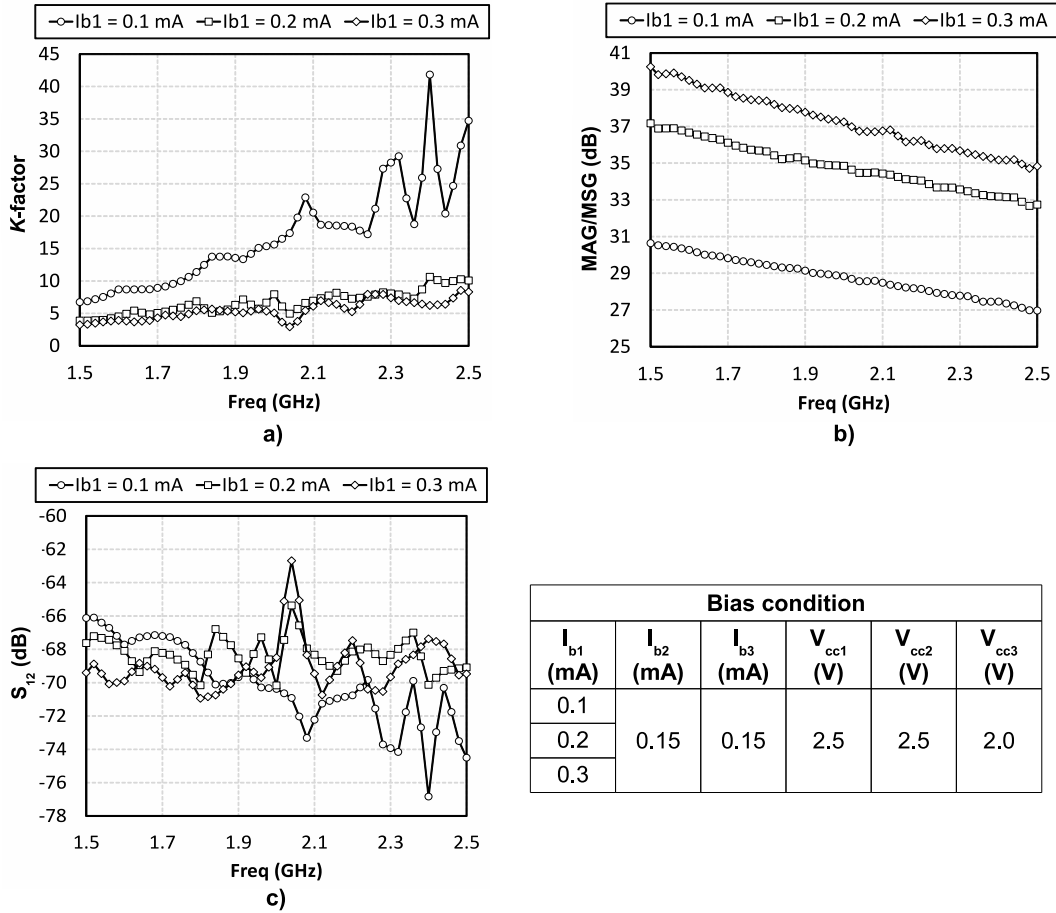 Ib1 = 0.1 mA Ib1 = 0.2 mA Ib1 = 0.3 mA
45
40
35
30
25
20
15
10
5
0
K-factor
1.5 1.7 1.9 2.1 2.3 2.5
Freq (GHz)
a)
Ib1 = 0.1 mA Ib1 = 0.2 mA Ib1 = 0.3 mA
41
39
37
35
33
31
29
27
25
MAG/MSG (dB)
1.5 1.7 1.9 2.1 2.3 2.5
Freq (GHz)
b)
Ib1 = 0.1 mA Ib1 = 0.2 mA Ib1 = 0.3 mA
-60
-62
-64
-66
-68
-70
-72
-74
-76
-78
S12 (dB)
1.5 1.7 1.9 2.1 2.3 2.5
Freq (GHz)
c)
Bias condition
Ib1 (mA) Ib2 (mA) Ib3 (mA) Vcc1 (V) Vcc2 (V) Vcc3 (V)
0.1
0.2 0.15 0.15 2.5 2.5 2.0
0.3